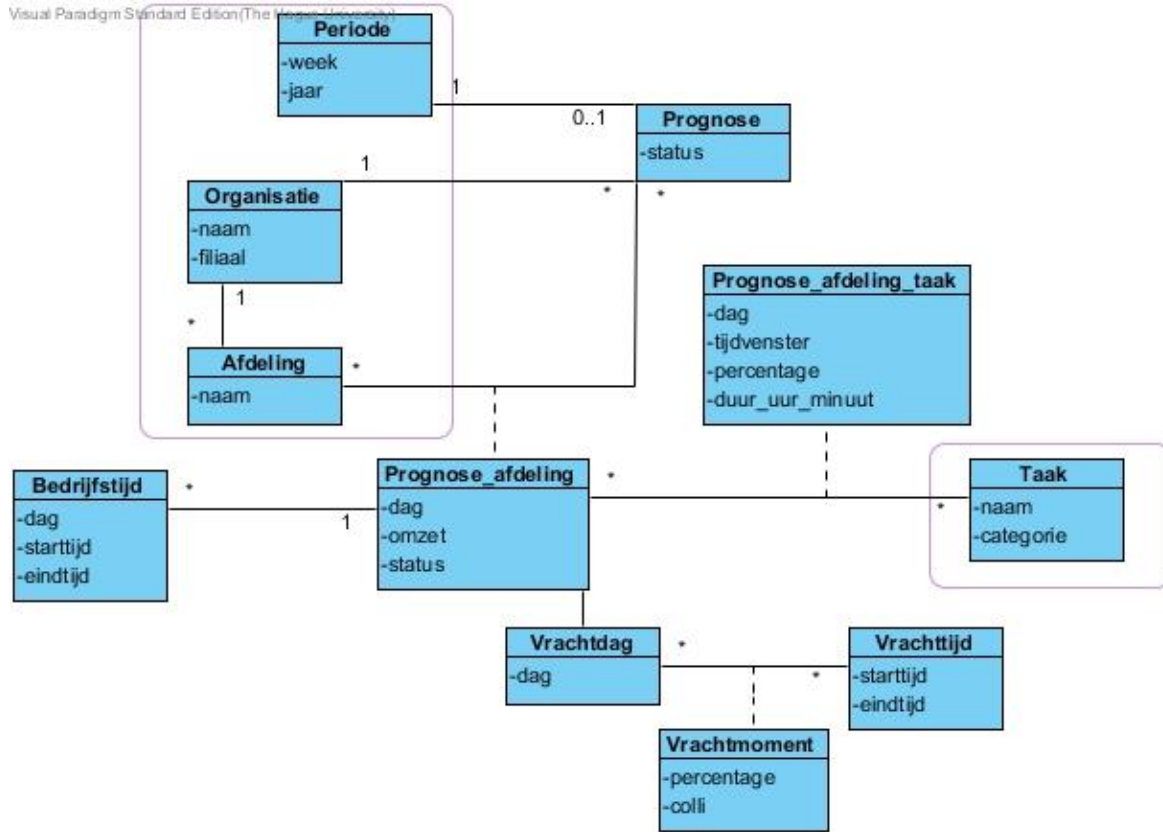 Visual Paradigm Standard Edition(The Hague University)
Periode
-week
-jaar
1
0..1
Prognose
-status
1
*
*
Organisatie
-naam
-filiaal
1
*
Afdeling
-naam
*
Prognose_afdeling_taak
-dag
-tijdvenster
-percentage
-duur_uur_minuut
Bedrijfstijd
-dag
-starttijd
-eindtijd
*
1
Prognose_afdeling
-dag
-omzet
-status
*
*
Taak
-naam
-categorie
Vrachtdag
-dag
*
*
Vrachttijd
-starttijd
-eindtijd
Vrachtmoment
-percentage
-colli